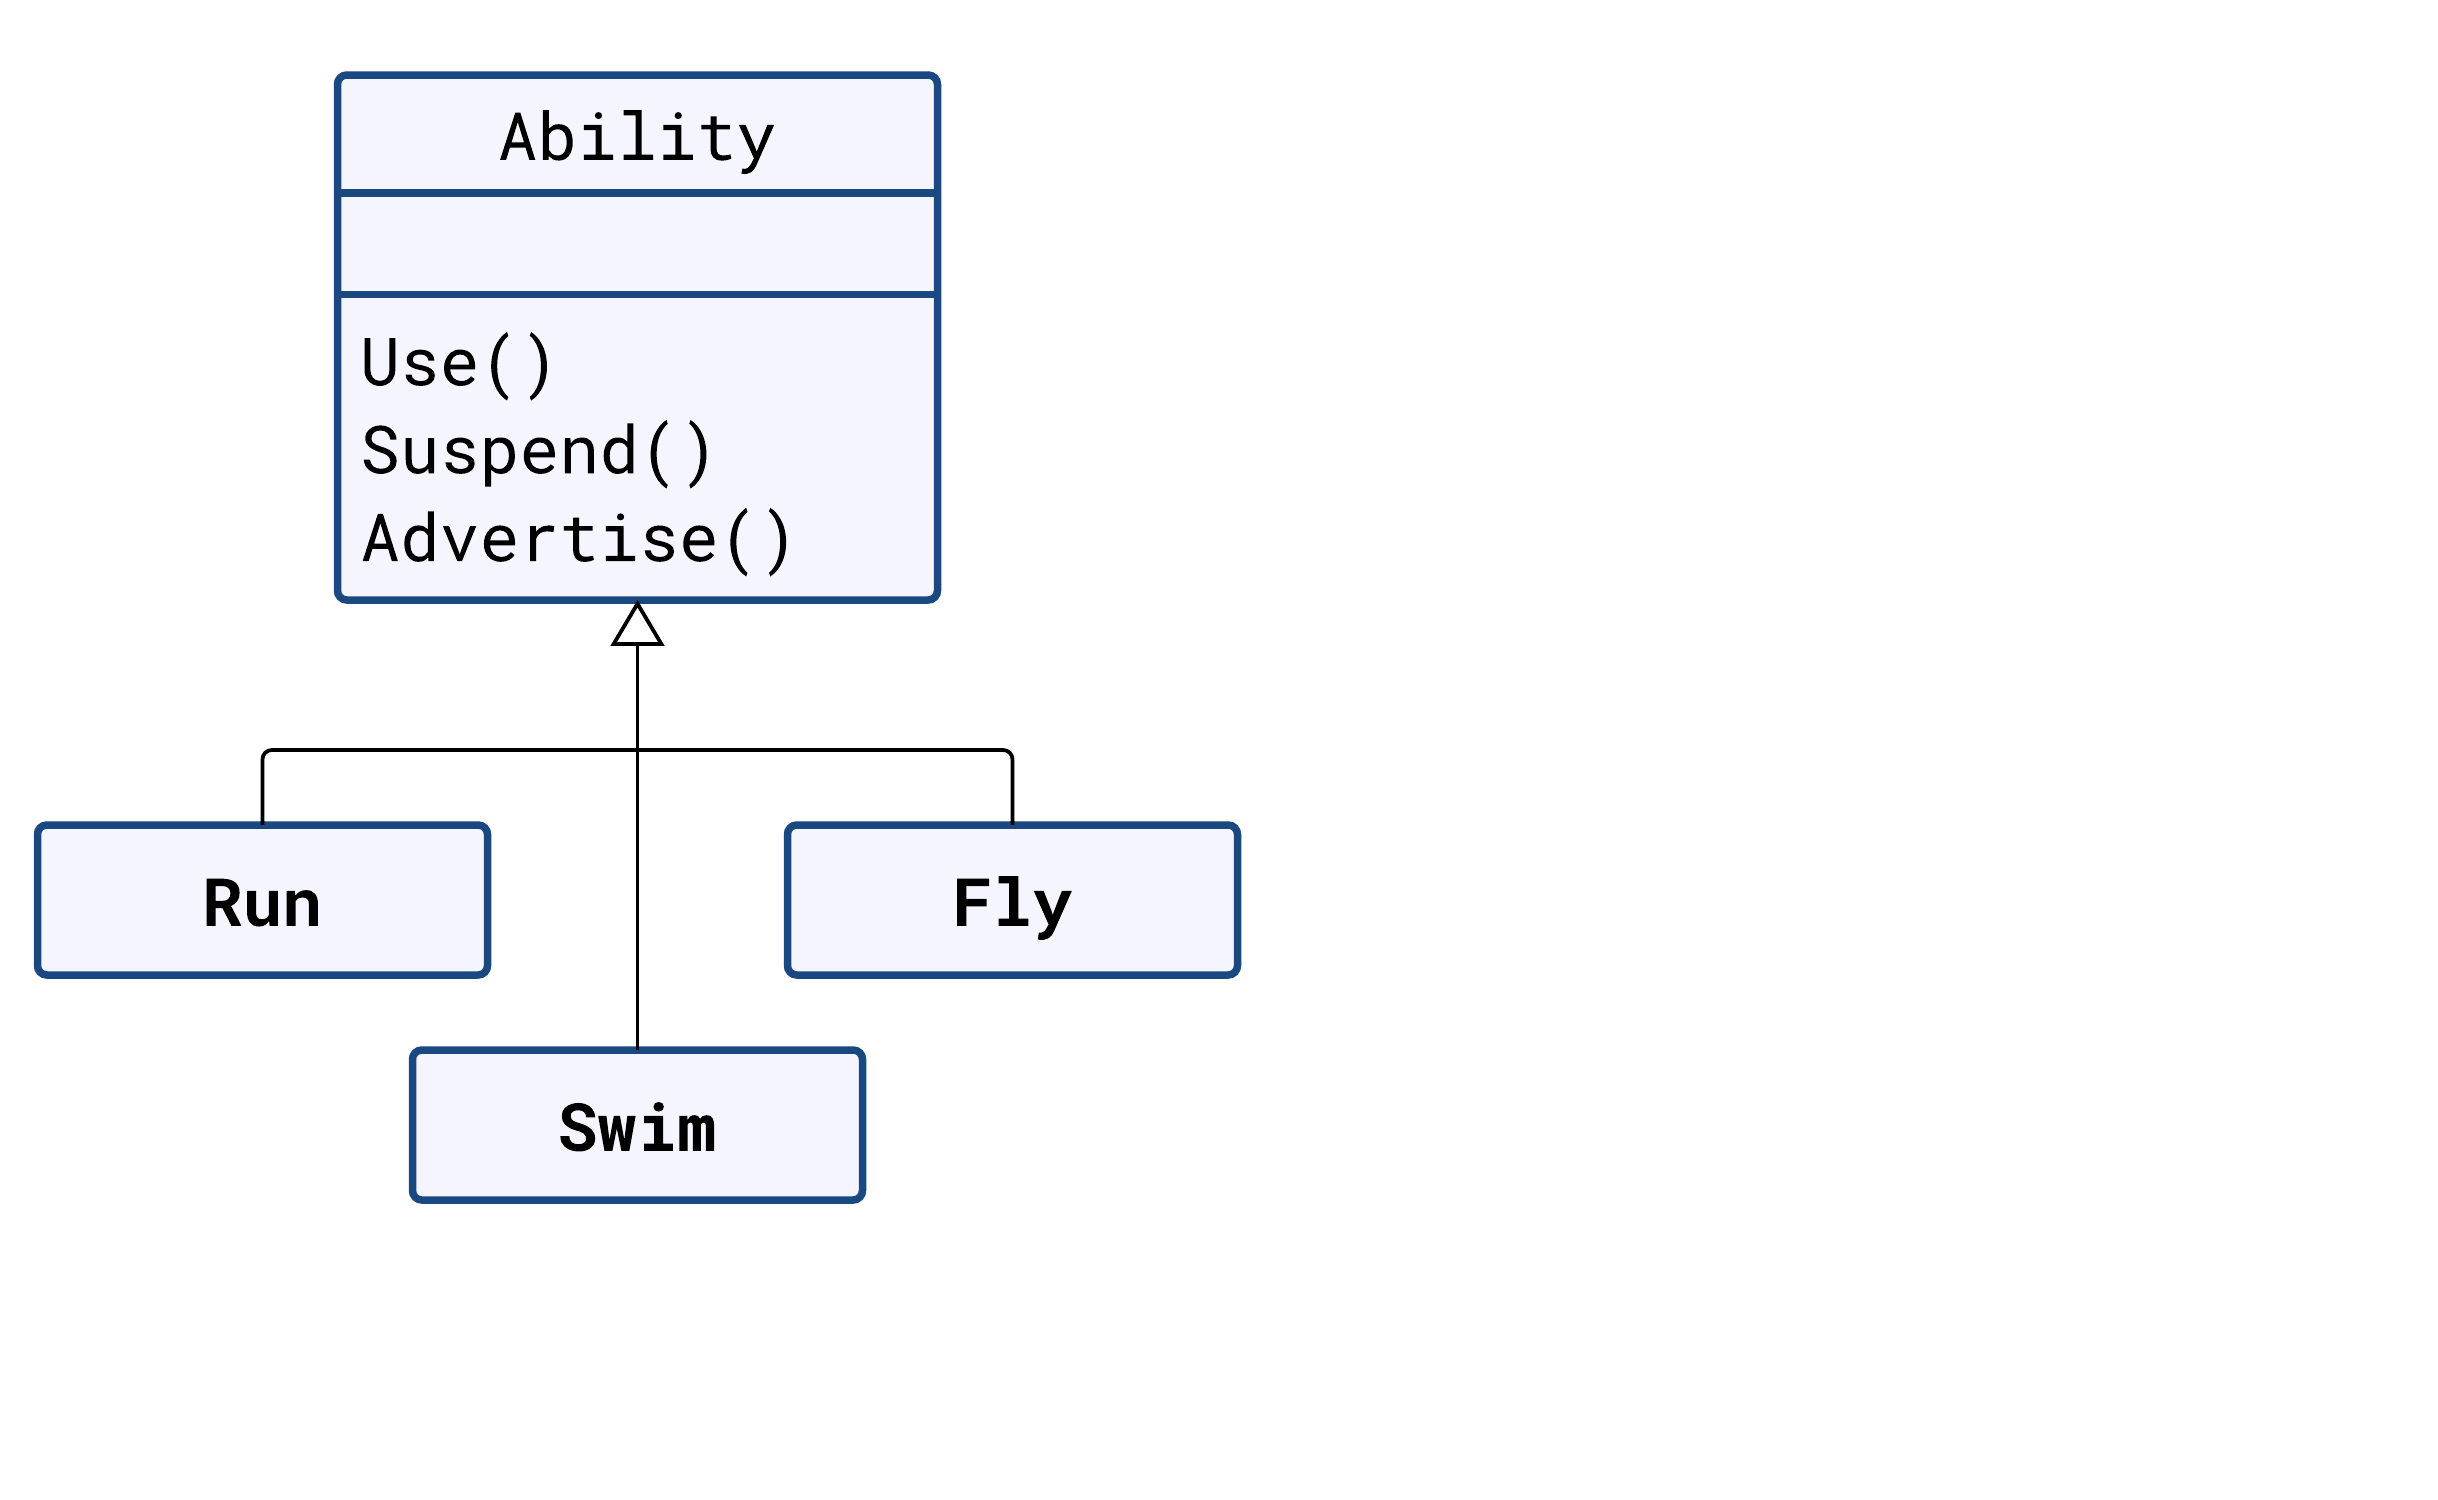 Ability
Use()
Suspend()
Advertise()
Run
Fly
Swim